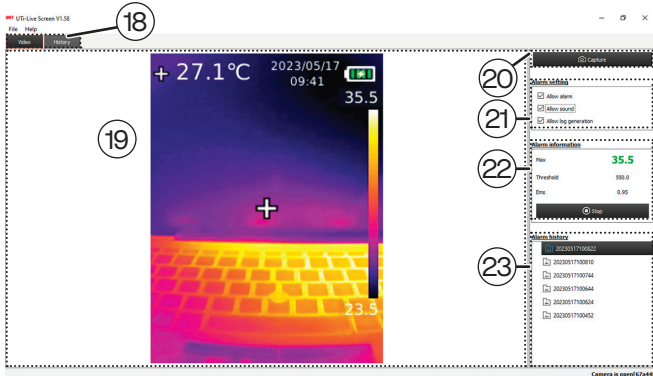 UTi-Live Screen V1.58
File Help
Video History
18
19
+ 27.1°C 2023/05/17
09:41
35.5
23.5
20
Capture
21
Alarm setting
Allow alarm
Allow sound
Allow log generation
22
Alarm information
Max 35.5
Threshold 550.0
Ems 0.95
Stop
23
Alarm history
20230517100822
20230517100810
20230517100744
20230517100644
20230517100624
20230517100452
Camera is open[67a44